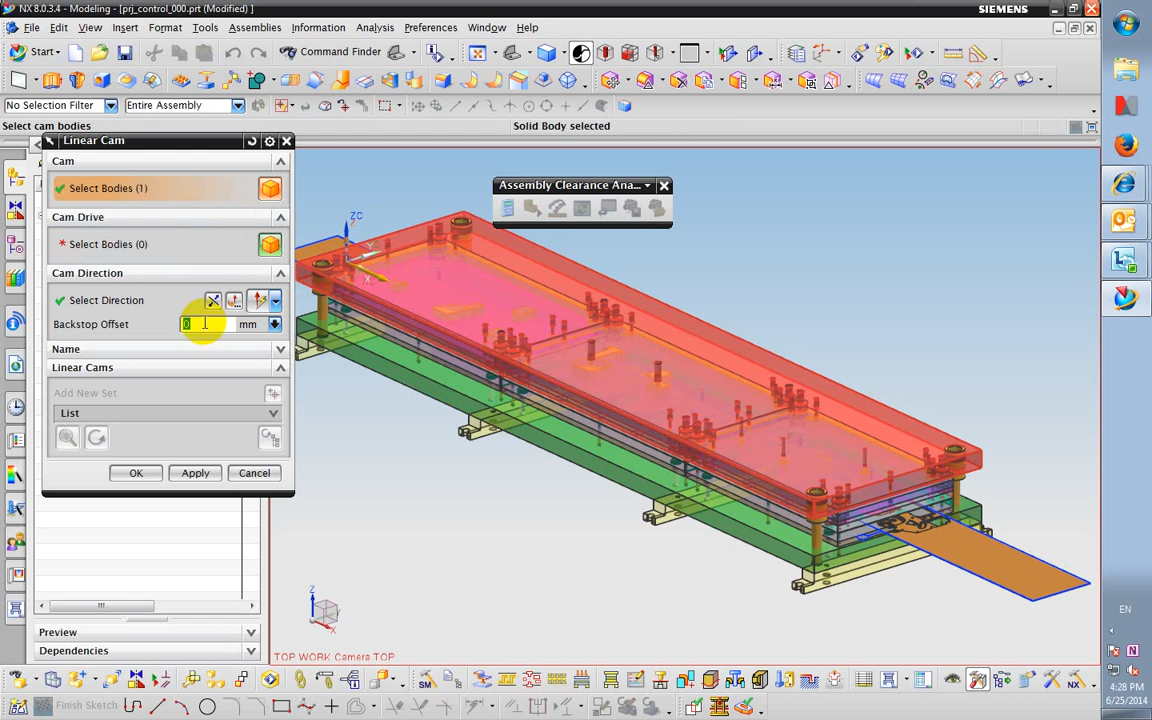 NX 8.0.3.4 - Modeling - [prj_control_000.prt (Modified) ]
SIEMENS
File Edit View Insert Format Tools Assemblies Information Analysis Preferences Window Help
Start
Command Finder
No Selection Filter
Entire Assembly
Select cam bodies
Solid Body selected
Linear Cam
Cam
Select Bodies (1)
Cam Drive
* Select Bodies (0)
Cam Direction
Select Direction
Backstop Offset
0
mm
Name
Linear Cams
Add New Set
List
OK
Apply
Cancel
Assembly Clearance Ana...
ZC
Y
X
Z
X
TOP WORK Camera TOP
Preview
Dependencies
SM
NX
Finish Sketch
EN
N
4:28 PM
6/25/2014